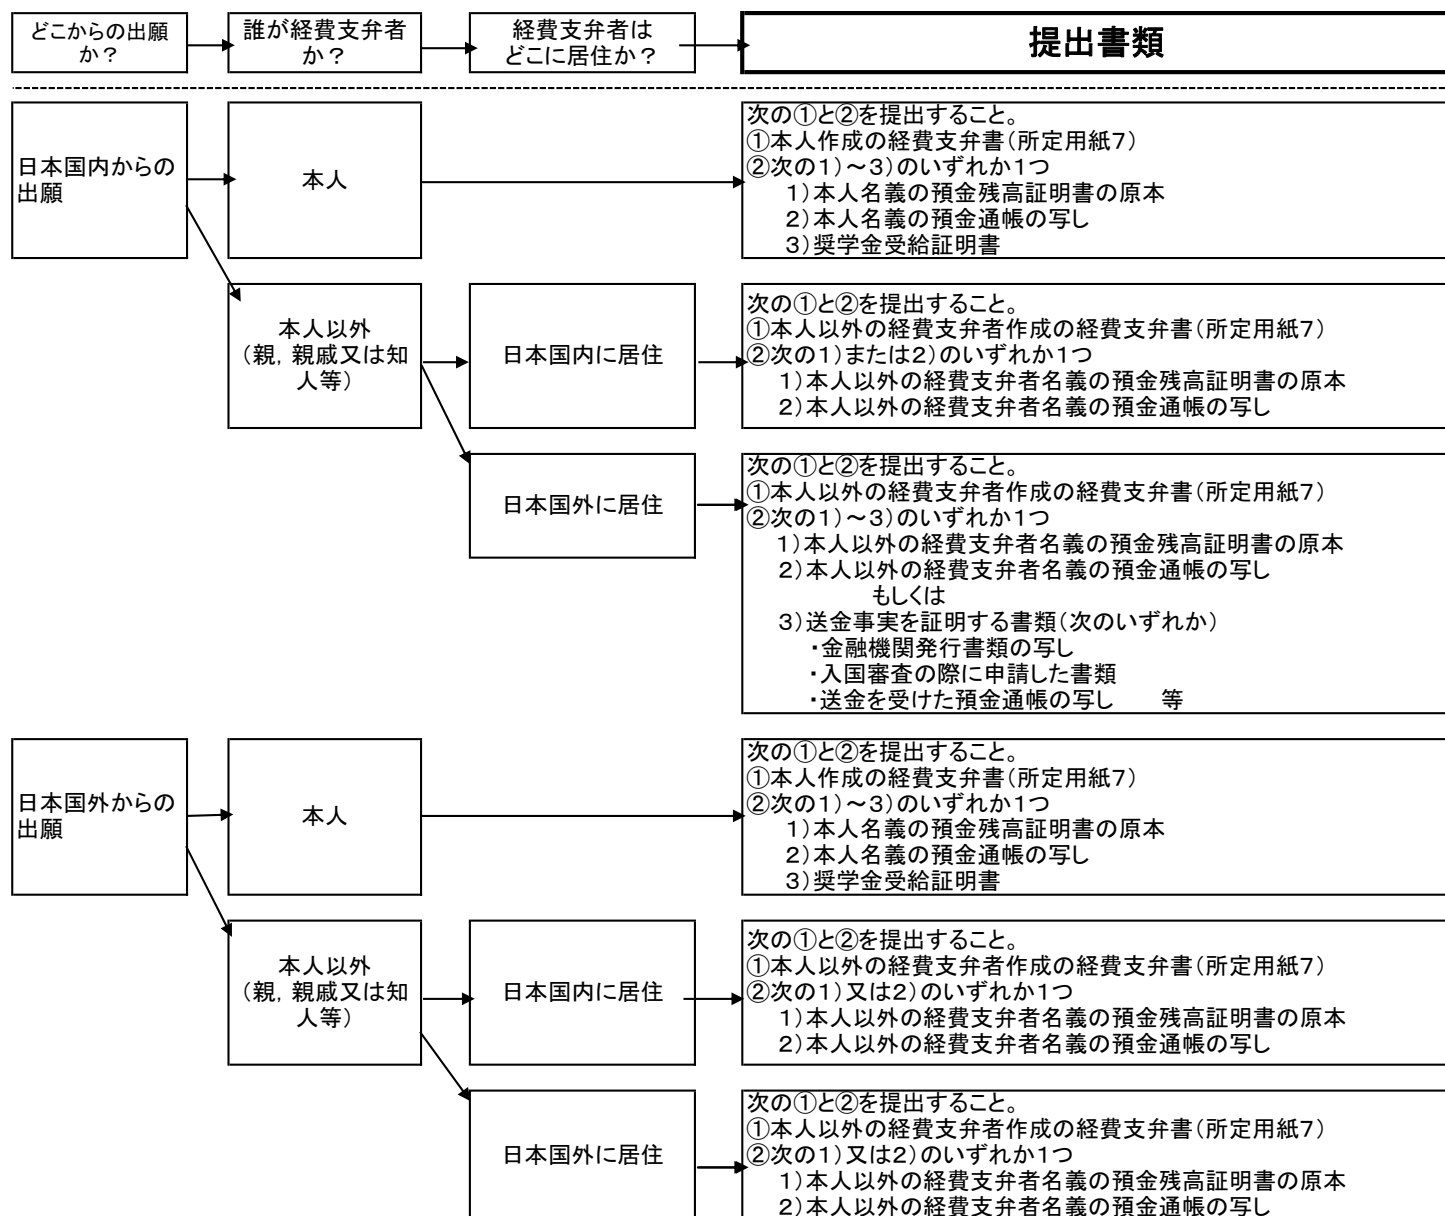 どこからの出願
か？
誰が経費支弁者
か？
経費支弁者は
どこに居住か？
提出書類
日本国内からの
出願
本人
次の①と②を提出すること。
①本人作成の経費支弁書（所定用紙7）
②次の1）～3）のいずれか1つ
1）本人名義の預金残高証明書の原本
2）本人名義の預金通帳の写し
3）奨学金受給証明書
本人以外
（親，親戚又は知
人等）
日本国内に居住
次の①と②を提出すること。
①本人以外の経費支弁者作成の経費支弁書（所定用紙7）
②次の1）または2）のいずれか1つ
1）本人以外の経費支弁者名義の預金残高証明書の原本
2）本人以外の経費支弁者名義の預金通帳の写し
日本国外に居住
次の①と②を提出すること。
①本人以外の経費支弁者作成の経費支弁書（所定用紙7）
②次の1）～3）のいずれか1つ
1）本人以外の経費支弁者名義の預金残高証明書の原本
2）本人以外の経費支弁者名義の預金通帳の写し
もしくは
3）送金事実を証明する書類（次のいずれか）
・金融機関発行書類の写し
・入国審査の際に申請した書類
・送金を受けた預金通帳の写し　　等
日本国外からの
出願
本人
次の①と②を提出すること。
①本人作成の経費支弁書（所定用紙7）
②次の1）～3）のいずれか1つ
1）本人名義の預金残高証明書の原本
2）本人名義の預金通帳の写し
3）奨学金受給証明書
本人以外
（親，親戚又は知
人等）
日本国内に居住
次の①と②を提出すること。
①本人以外の経費支弁者作成の経費支弁書（所定用紙7）
②次の1）又は2）のいずれか1つ
1）本人以外の経費支弁者名義の預金残高証明書の原本
2）本人以外の経費支弁者名義の預金通帳の写し
日本国外に居住
次の①と②を提出すること。
①本人以外の経費支弁者作成の経費支弁書（所定用紙7）
②次の1）又は2）のいずれか1つ
1）本人以外の経費支弁者名義の預金残高証明書の原本
2）本人以外の経費支弁者名義の預金通帳の写し